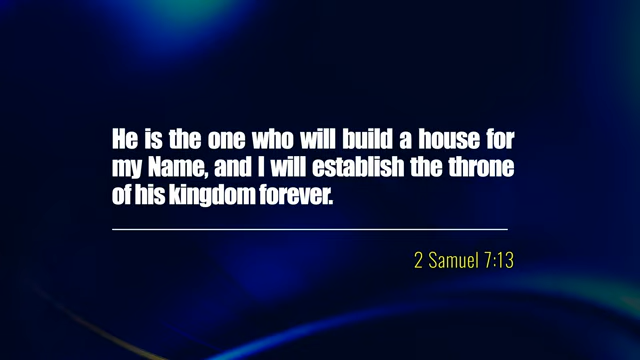 He is the one who will build a house for
my Name, and I will establish the throne
of his kingdom forever.
2 Samuel 7:13